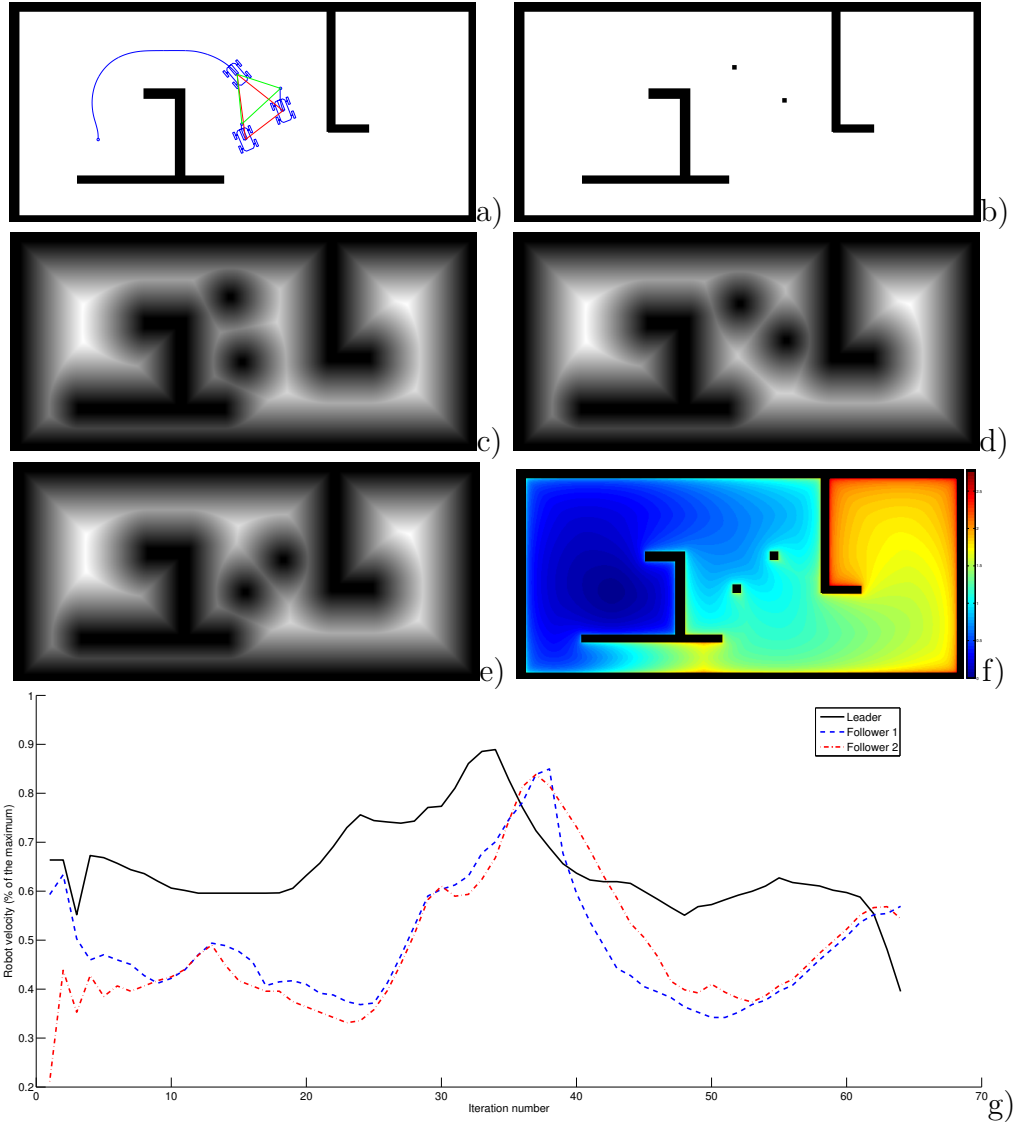 a)
b)
c)
d)
e)
f)
1
0.9
0.8
0.7
0.6
0.5
0.4
0.3
0.2
Robot velocity (% of the maximum)
Leader
Follower 1
Follower 2
0 10 20 30 40 50 60 70
Iteration number
g)